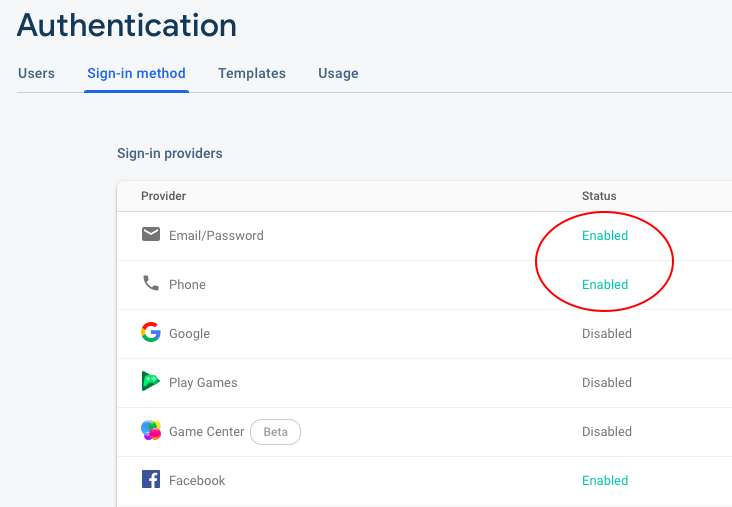 Authentication
Users Sign-in method Templates Usage
Sign-in providers
Provider Status
Email/Password Enabled
Phone Enabled
Google Disabled
Play Games Disabled
Game Center Beta Disabled
Facebook Enabled